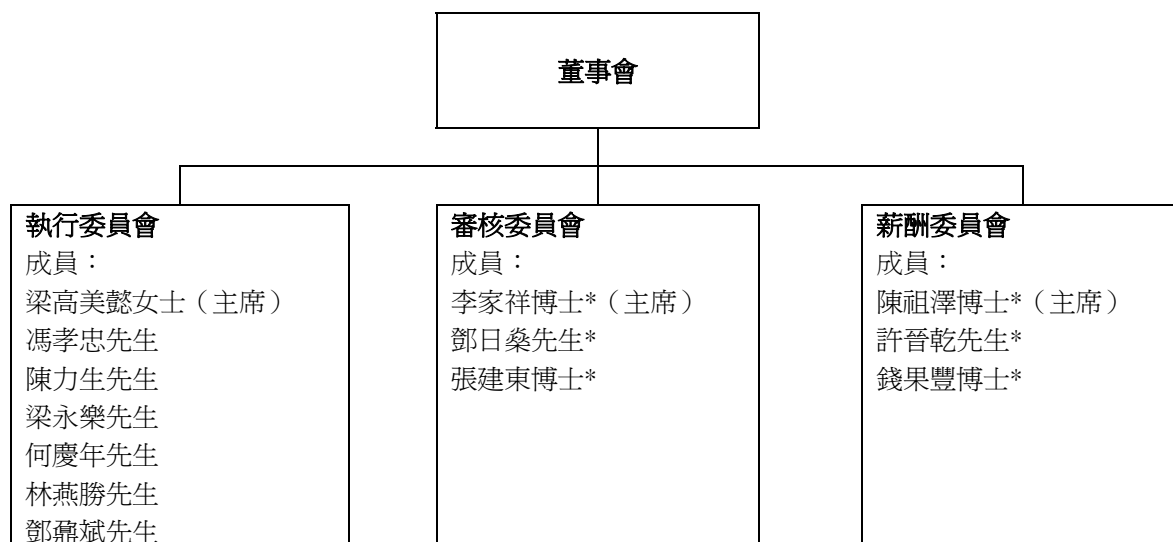 董事會
執行委員會
成員：
梁高美懿女士（主席）
馮孝忠先生
陳力生先生
梁永樂先生
何慶年先生
林燕勝先生
鄧鼐斌先生
審核委員會
成員：
李家祥博士*（主席）
鄧日燊先生*
張建東博士*
薪酬委員會
成員：
陳祖澤博士*（主席）
許晉乾先生*
錢果豐博士*